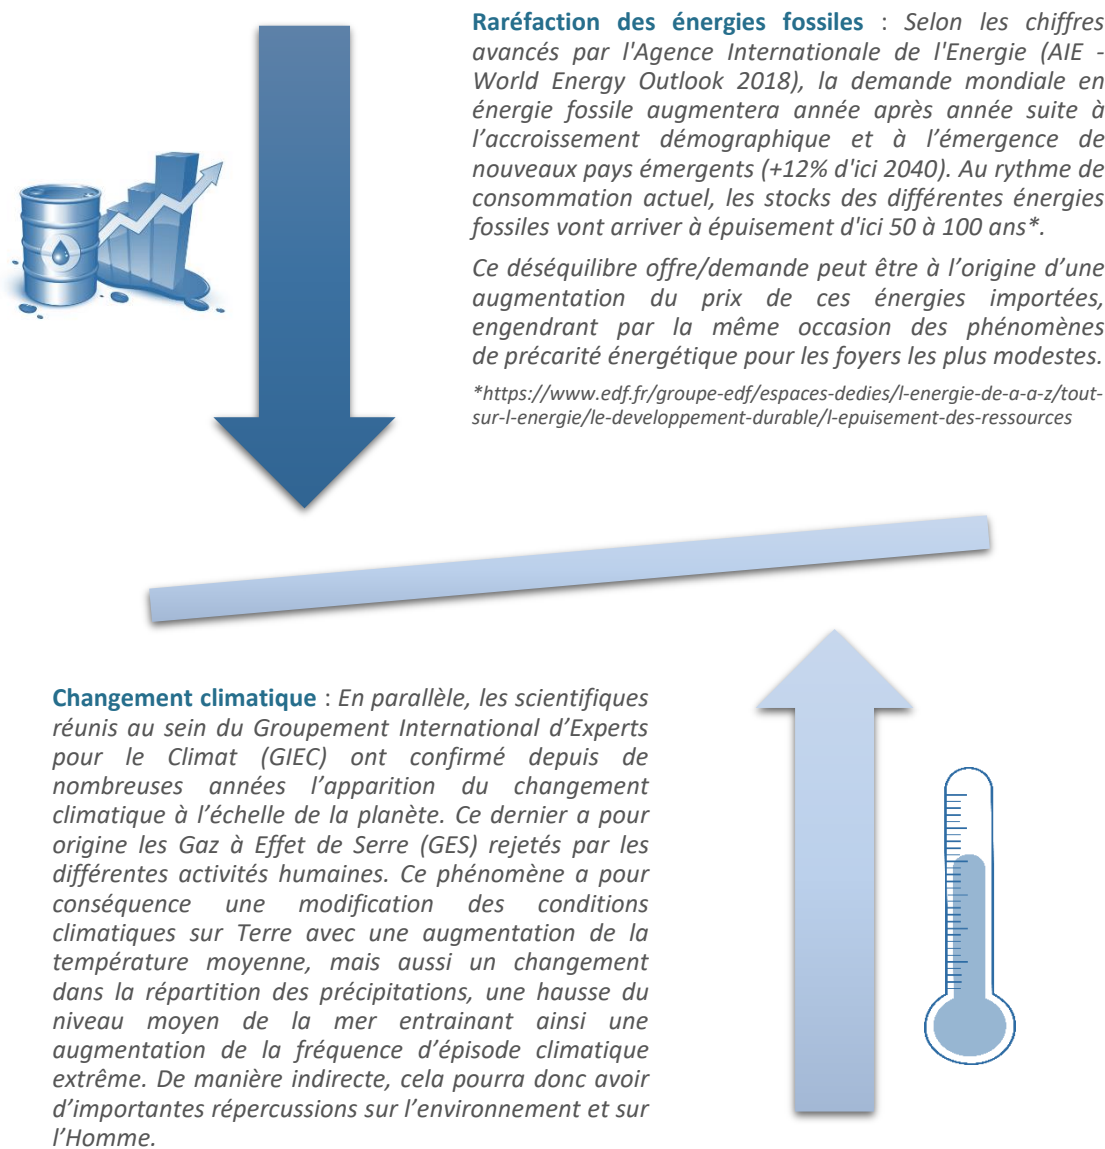 Raréfaction des énergies fossiles : Selon les chiffres
avancés par l'Agence Internationale de l'Energie (AIE -
World Energy Outlook 2018), la demande mondiale en
énergie fossile augmentera année après année suite à
l’accroissement démographique et à l’émergence de
nouveaux pays émergents (+12% d'ici 2040). Au rythme de
consommation actuel, les stocks des différentes énergies
fossiles vont arriver à épuisement d'ici 50 à 100 ans*.
Ce déséquilibre offre/demande peut être à l’origine d’une
augmentation du prix de ces énergies importées,
engendrant par la même occasion des phénomènes
de précarité énergétique pour les foyers les plus modestes.
*https://www.edf.fr/groupe-edf/espaces-dedies/l-energie-de-a-a-z/tout-
sur-l-energie/le-developpement-durable/l-epuisement-des-ressources
Changement climatique : En parallèle, les scientifiques
réunis au sein du Groupement International d’Experts
pour le Climat (GIEC) ont confirmé depuis de
nombreuses années l’apparition du changement
climatique à l’échelle de la planète. Ce dernier a pour
origine les Gaz à Effet de Serre (GES) rejetés par les
différentes activités humaines. Ce phénomène a pour
conséquence une modification des conditions
climatiques sur Terre avec une augmentation de la
température moyenne, mais aussi un changement
dans la répartition des précipitations, une hausse du
niveau moyen de la mer entrainant ainsi une
augmentation de la fréquence d’épisode climatique
extrême. De manière indirecte, cela pourra donc avoir
d’importantes répercussions sur l’environnement et sur
l’Homme.